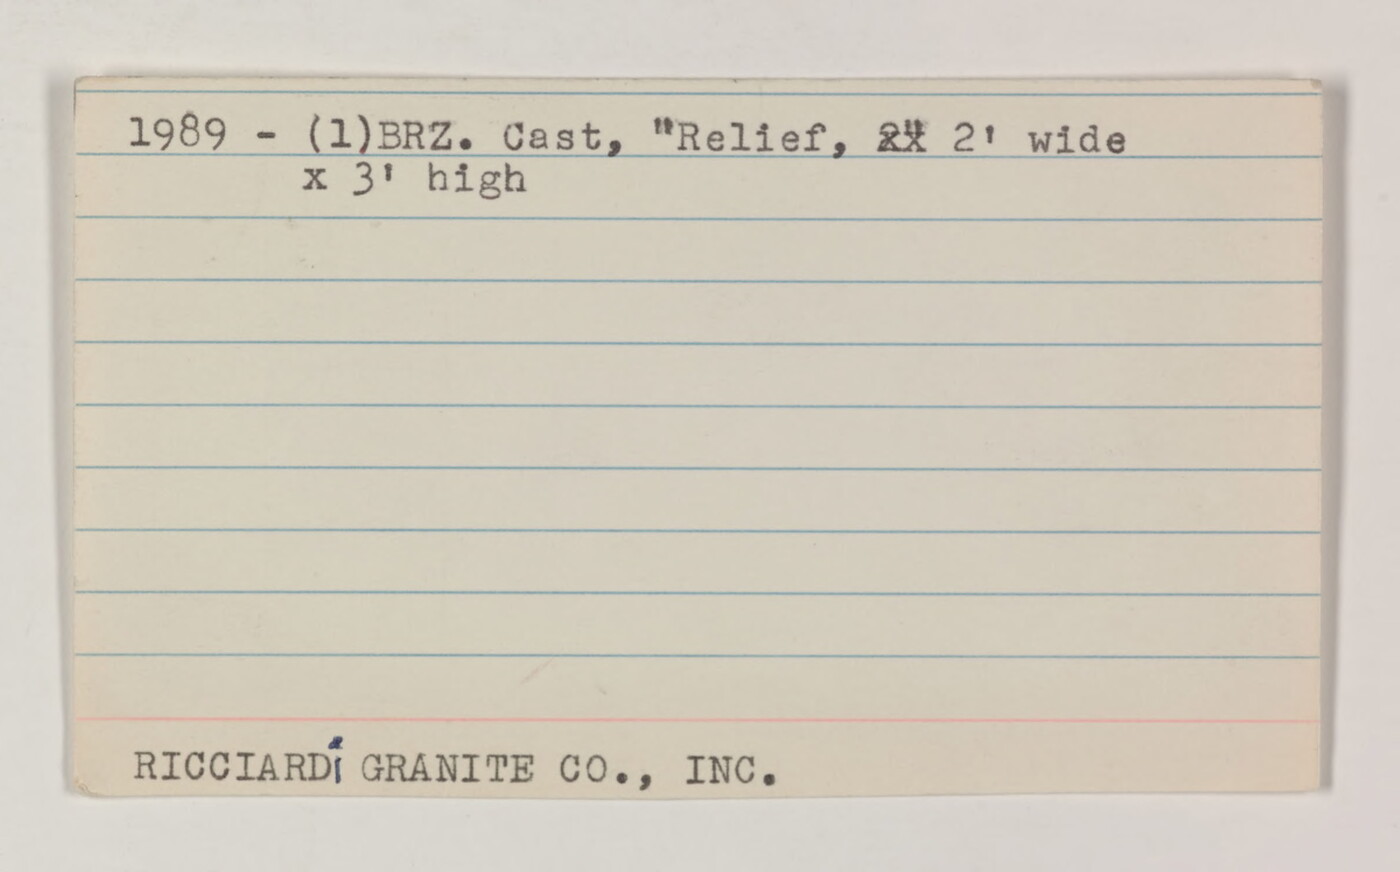 1989 - (1)BRZ. Cast, "Relief, 2' wide
x 3' high
RICCIARDi GRANITE CO., INC.